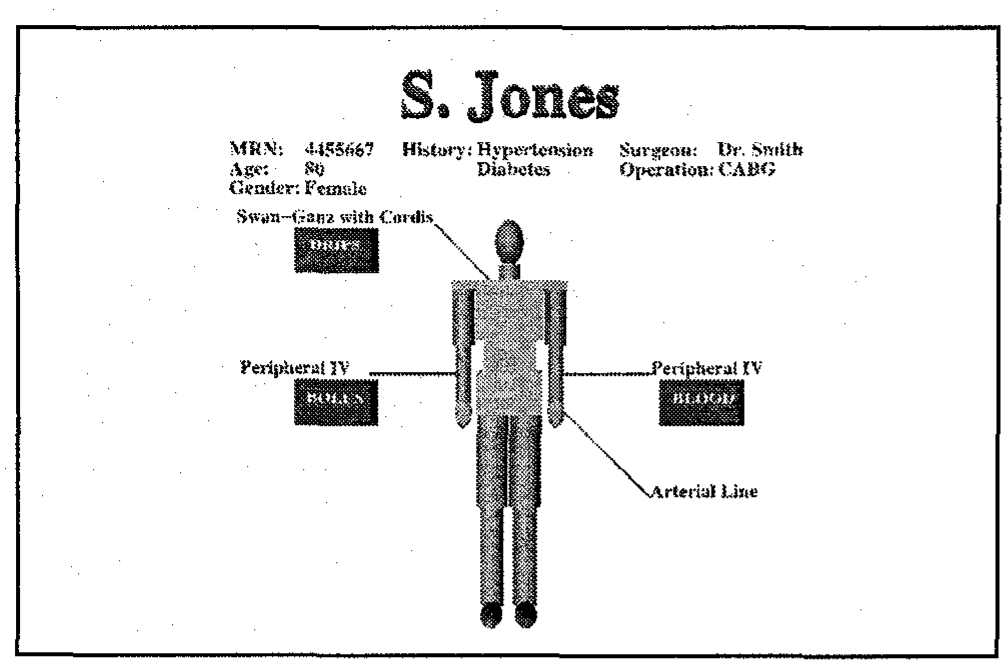 S. Jones
MRN: 4455667 History: Hypertension Surgeon: Dr. Smith
Age: 80 Diabetes Operation: CABG
Gender: Female
Swan-Ganz with Cordis
DRIPS
Peripheral IV Peripheral IV
BOLUS BLOOD
Arterial Line